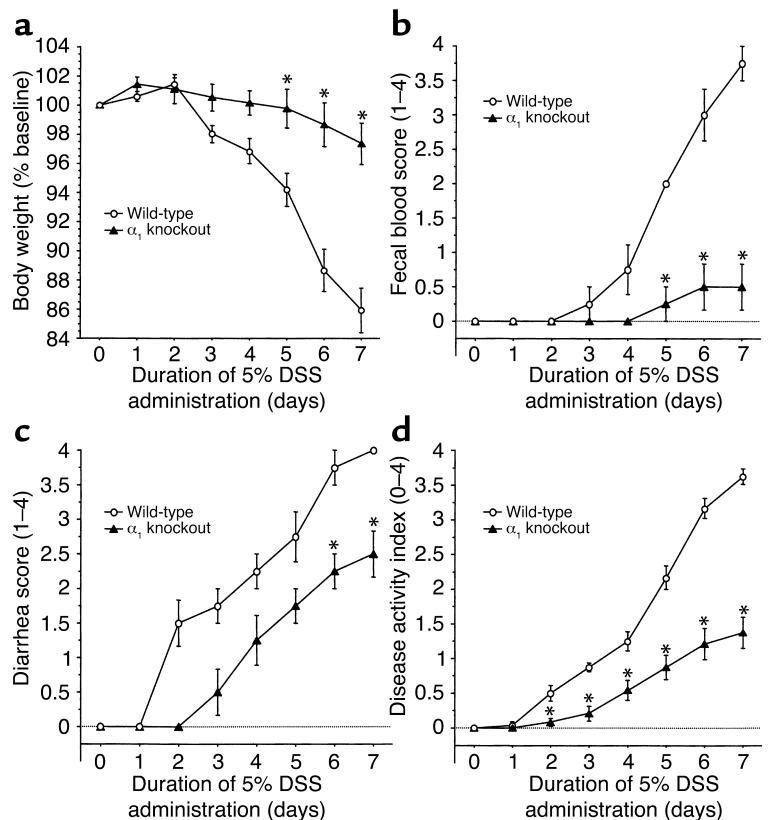 a
Body weight (% baseline)
104
102
100
98
96
94
92
90
88
86
84
Wild-type
α1 knockout
*
*
*
0 1 2 3 4 5 6 7
Duration of 5% DSS
administration (days)
b
Fecal blood score (1–4)
4
3.5
3
2.5
2
1.5
1
0.5
0
Wild-type
α1 knockout
* * *
0 1 2 3 4 5 6 7
Duration of 5% DSS
administration (days)
c
Diarrhea score (1–4)
4
3.5
3
2.5
2
1.5
1
0.5
0
Wild-type
α1 knockout
* *
0 1 2 3 4 5 6 7
Duration of 5% DSS
administration (days)
d
Disease activity index (0–4)
4
3.5
3
2.5
2
1.5
1
0.5
0
Wild-type
α1 knockout
* * * * * *
0 1 2 3 4 5 6 7
Duration of 5% DSS
administration (days)